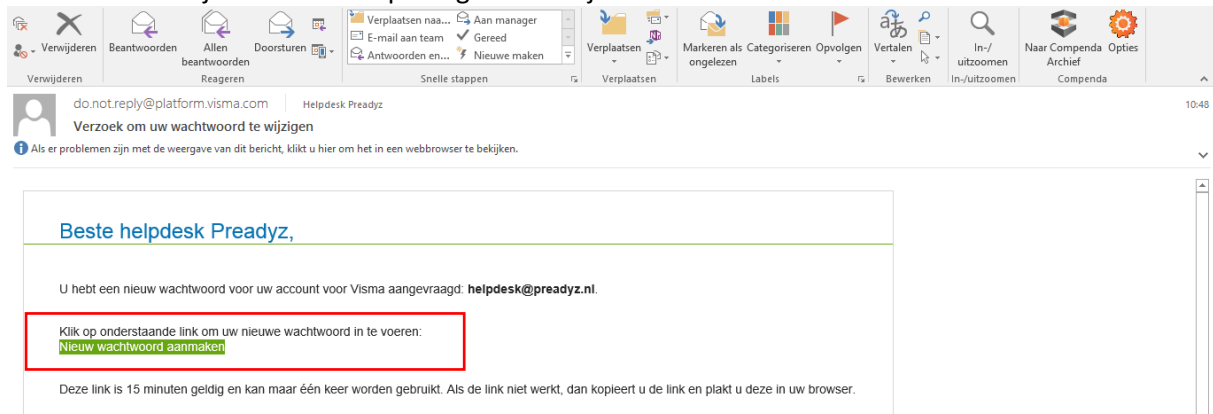 Verplaatsen naa... Aan manager
E-mail aan team Gereed
Antwoorden en... Nieuwe maken
Verwijderen Beantwoorden Allen beantwoorden Doorsturen Verplaatsen Markeren als ongelezen Categoriseren Opvolgen Vertalen In-/ uitzoomen Naar Compenda Archief Opties
Verwijderen Reageren Snelle stappen Verplaatsen Labels Bewerken In-/uitzoomen Compenda
do.not.reply@platform.visma.com Helpdesk Preadyz 10:48
Verzoek om uw wachtwoord te wijzigen
Als er problemen zijn met de weergave van dit bericht, klikt u hier om het in een webbrowser te bekijken.
Beste helpdesk Preadyz,
U hebt een nieuw wachtwoord voor uw account voor Visma aangevraagd: helpdesk@preadyz.nl.
Klik op onderstaande link om uw nieuwe wachtwoord in te voeren:
Nieuw wachtwoord aanmaken
Deze link is 15 minuten geldig en kan maar één keer worden gebruikt. Als de link niet werkt, dan kopieert u de link en plakt u deze in uw browser.